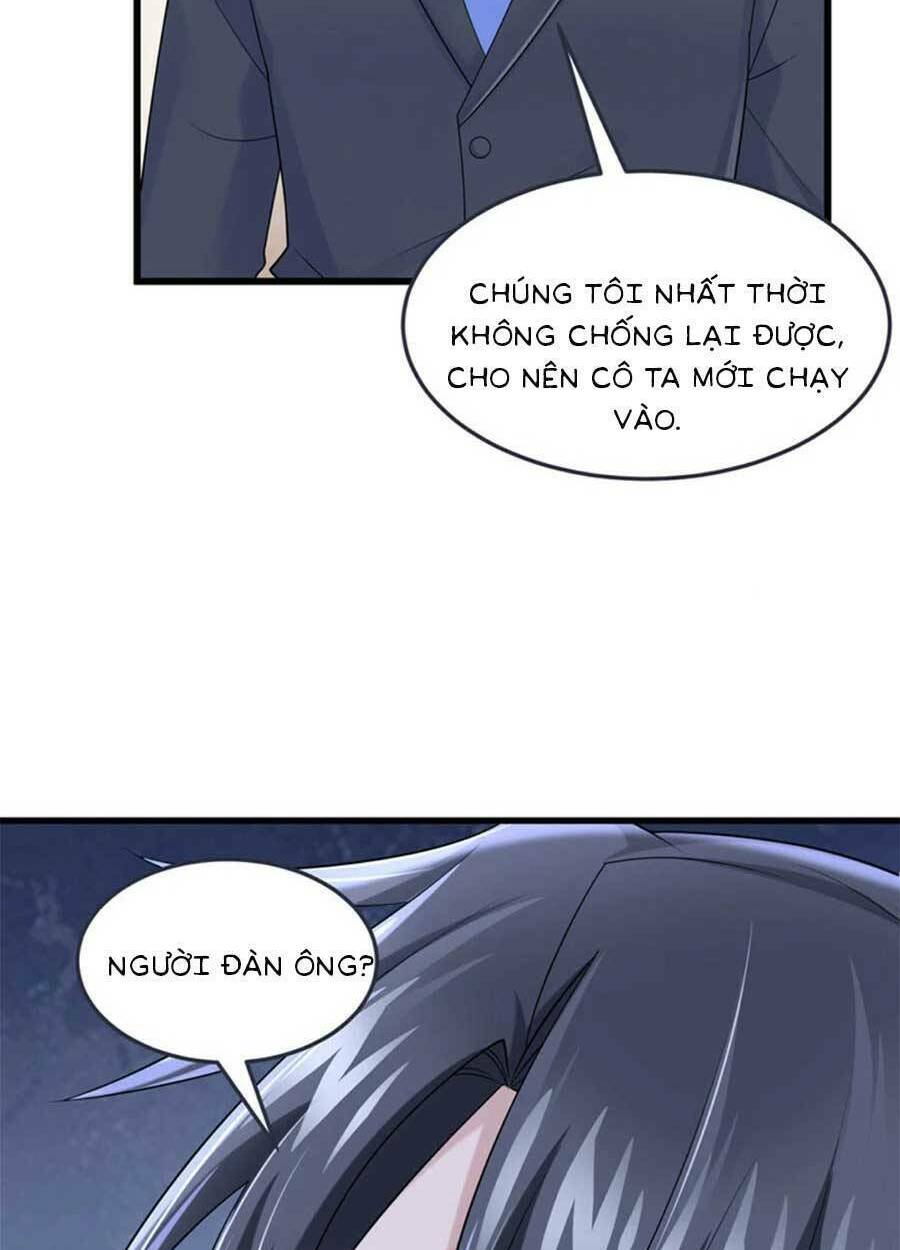 CHÚNG TÔI NHẤT THỜI
KHÔNG CHỐNG LẠI ĐƯỢC,
CHO NÊN CÔ TA MỚI CHẠY
VÀO.
NGƯỜI ĐÀN ÔNG?